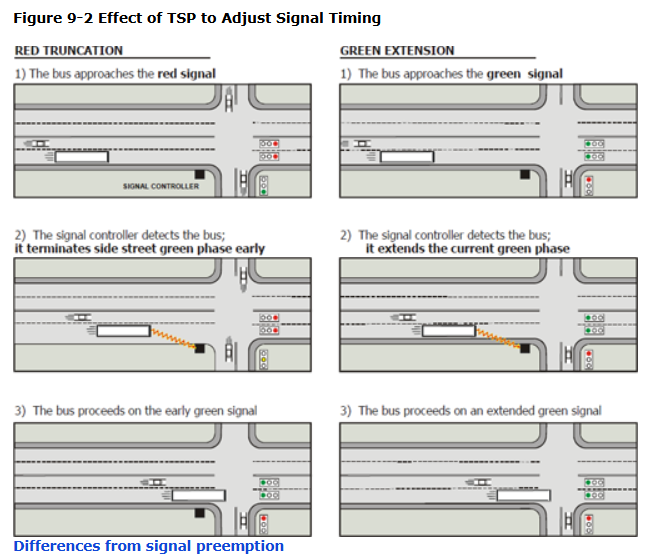 Figure 9-2 Effect of TSP to Adjust Signal Timing
RED TRUNCATION
1) The bus approaches the red signal
SIGNAL CONTROLLER
2) The signal controller detects the bus;
it terminates side street green phase early
3) The bus proceeds on the early green signal
GREEN EXTENSION
1) The bus approaches the green signal
2) The signal controller detects the bus;
it extends the current green phase
3) The bus proceeds on an extended green signal
Differences from signal preemption